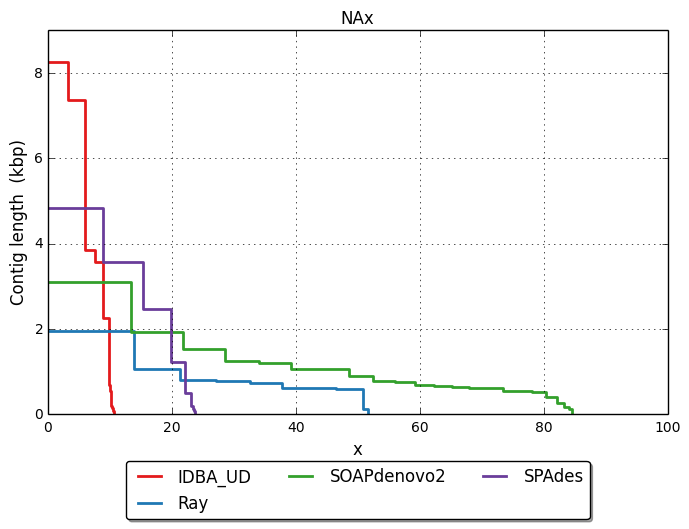 NAx
8
6
4
2
0
Contig length  (kbp)
0 20 40 60 80 100
x
IDBA_UD SOAPdenovo2 SPAdes
Ray